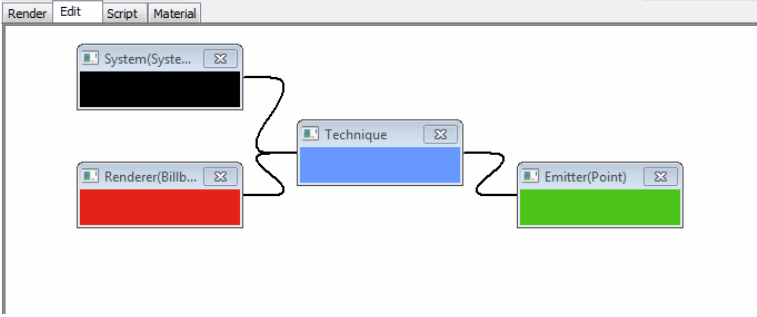 Render Edit Script Material
System(Syste...
Technique
Renderer(Billb...
Emitter(Point)